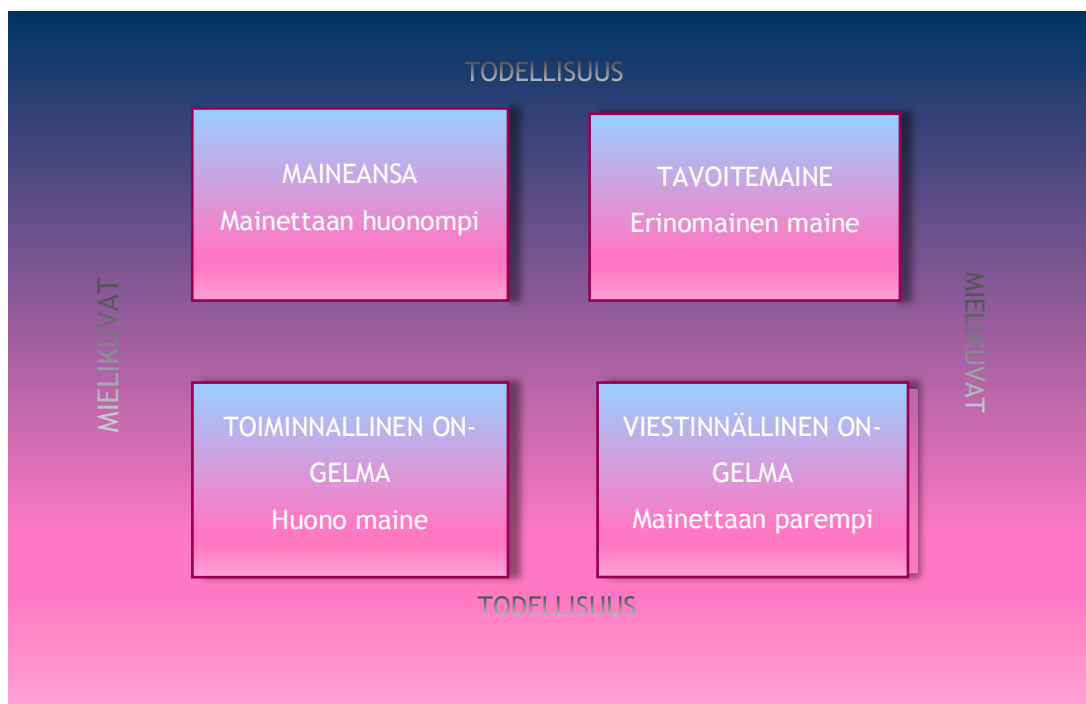 TODELLISUUS
MAINEANSA
Mainettaan huonompi
TAVOITEMAINE
Erinomainen maine
MIELIKUVAT
MIELIKUVAT
TOIMINNALLINEN ON-
GELMA
Huono maine
VIESTINNÄLLINEN ON-
GELMA
Mainettaan parempi
TODELLISUUS